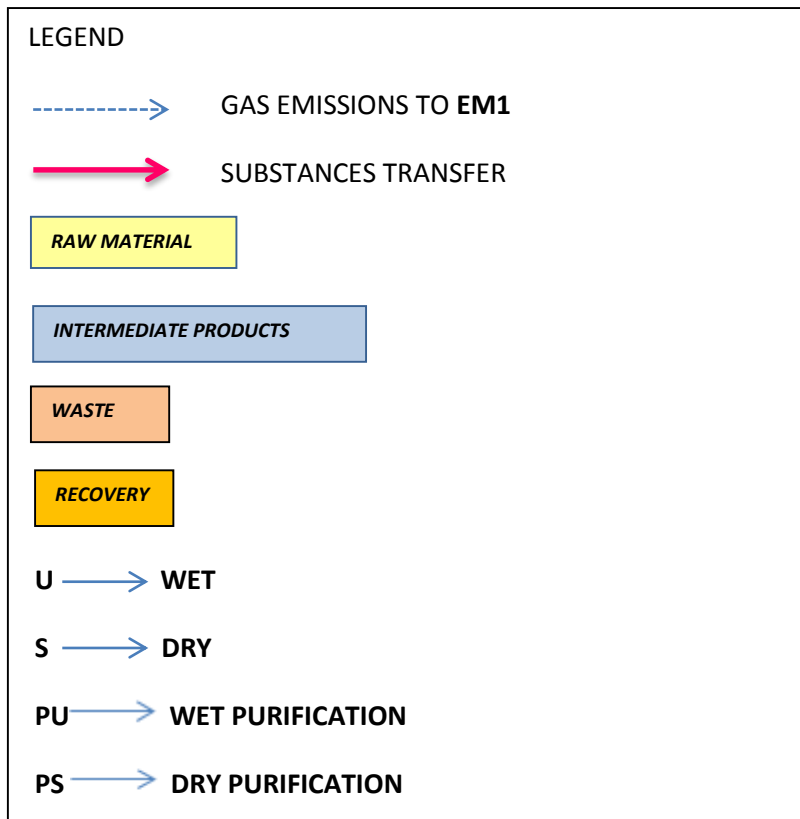 LEGEND
GAS EMISSIONS TO EM1
SUBSTANCES TRANSFER
RAW MATERIAL
INTERMEDIATE PRODUCTS
WASTE
RECOVERY
U WET
S DRY
PU WET PURIFICATION
PS DRY PURIFICATION